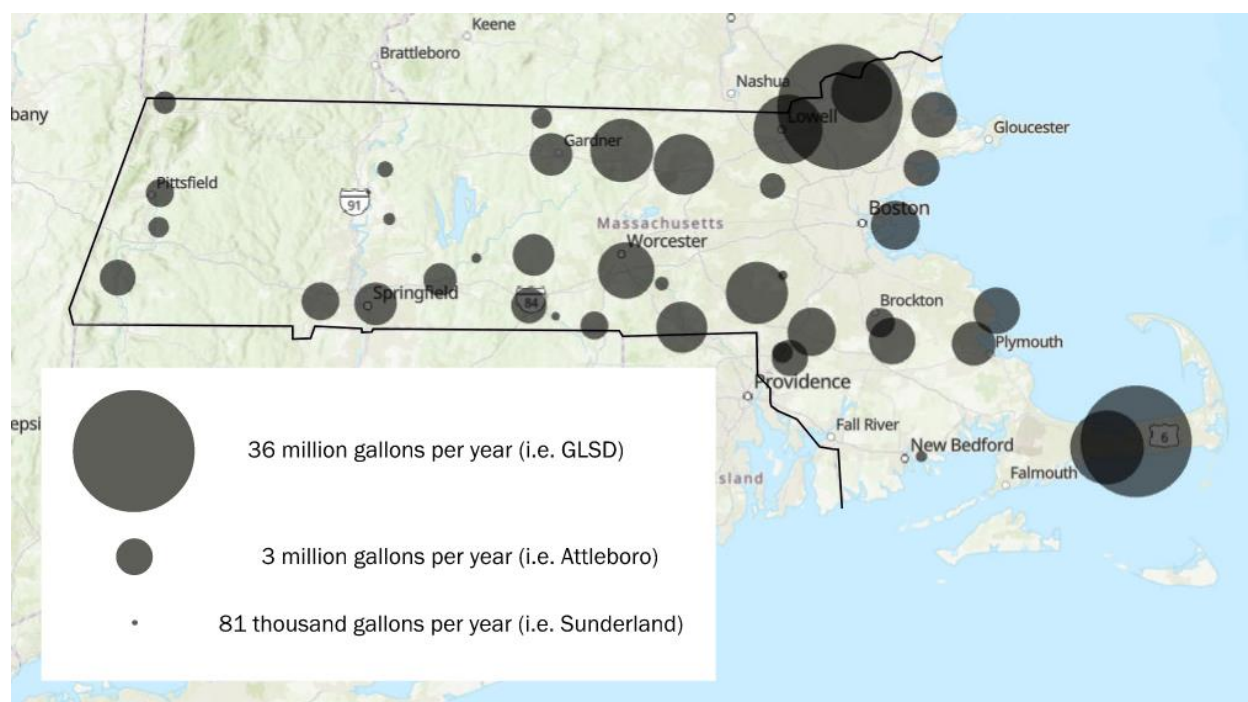 Keene
Brattleboro
bany
Nashua
Lowell
Gloucester
Gardner
Pittsfield
91
Boston
Massachusetts
Worcester
Springfield
84
Brockton
Plymouth
Providence
epsi
Fall River
New Bedford
6
Falmouth
sland
36 million gallons per year (i.e. GLSD)
3 million gallons per year (i.e. Attleboro)
81 thousand gallons per year (i.e. Sunderland)